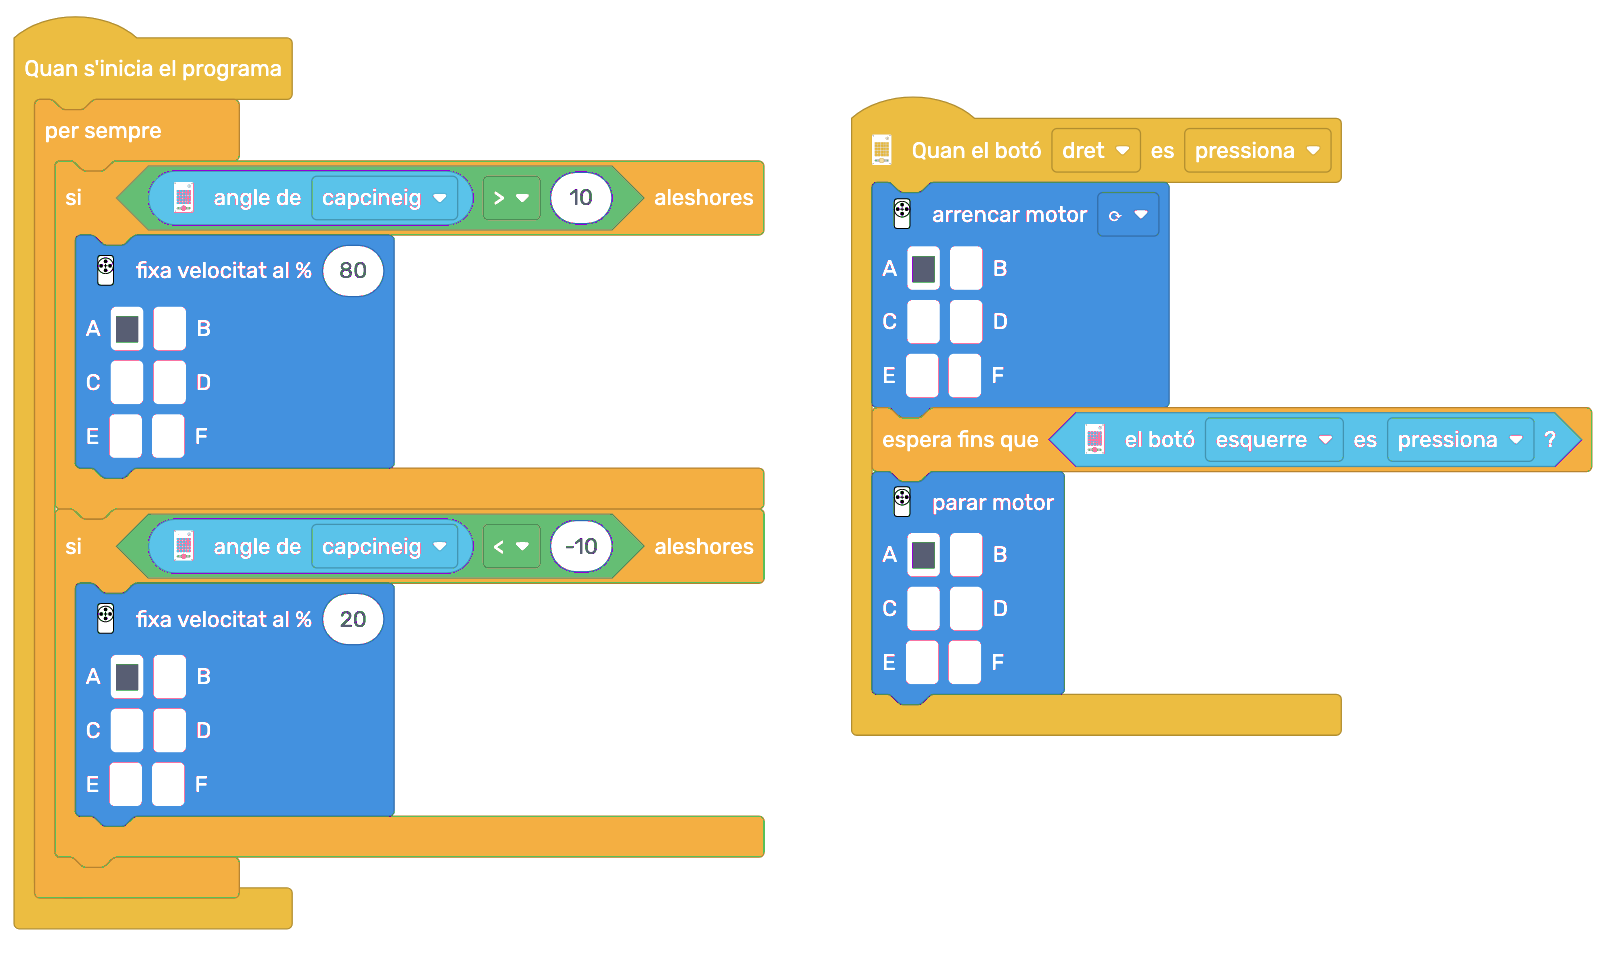 Quan s'inicia el programa
per sempre
si angle de capcineig > 10 aleshores
fixa velocitat al % 80
A B
C D
E F
si angle de capcineig < -10 aleshores
fixa velocitat al % 20
A B
C D
E F
Quan el botó dret es pressiona
arrencar motor
A B
C D
E F
espera fins que el botó esquerre es pressiona ?
parar motor
A B
C D
E F